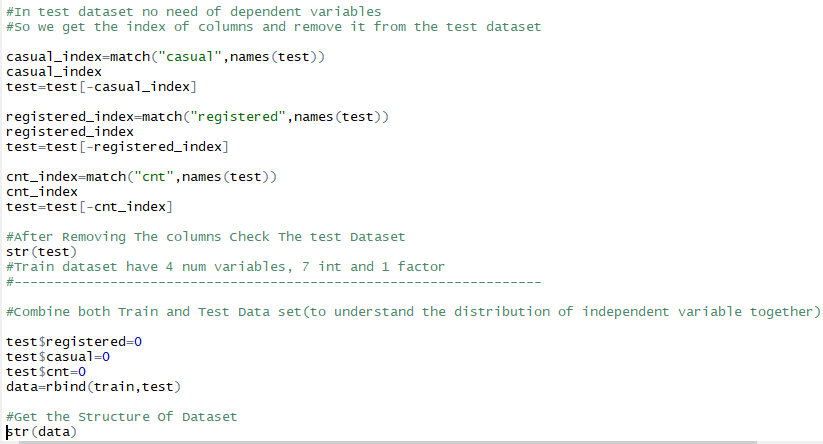 #In test dataset no need of dependent variables
#So we get the index of columns and remove it from the test dataset
casual_index=match("casual",names(test))
casual_index
test=test[-casual_index]
registered_index=match("registered",names(test))
registered_index
test=test[-registered_index]
cnt_index=match("cnt",names(test))
cnt_index
test=test[-cnt_index]
#After Removing The columns Check The test Dataset
str(test)
#Train dataset have 4 num variables, 7 int and 1 factor
#------------------------------------------------------------------
#Combine both Train and Test Data set(to understand the distribution of independent variable together)
test$registered=0
test$casual=0
test$cnt=0
data=rbind(train,test)
#Get the Structure Of Dataset
str(data)